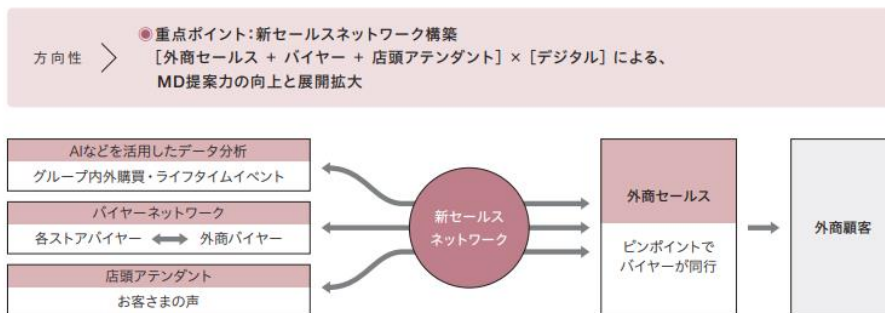 ◉重点ポイント:新セールスネットワーク構築
方向性
[外商セールス + バイヤー + 店頭アテンダント] × [デジタル] による、
MD提案力の向上と展開拡大
AIなどを活用したデータ分析
グループ内外購買・ライフタイムイベント
バイヤーネットワーク
各ストアバイヤー 外商バイヤー
店頭アテンダント
お客さまの声
新セールス
ネットワーク
外商セールス
ピンポイントで
バイヤーが同行
外商顧客